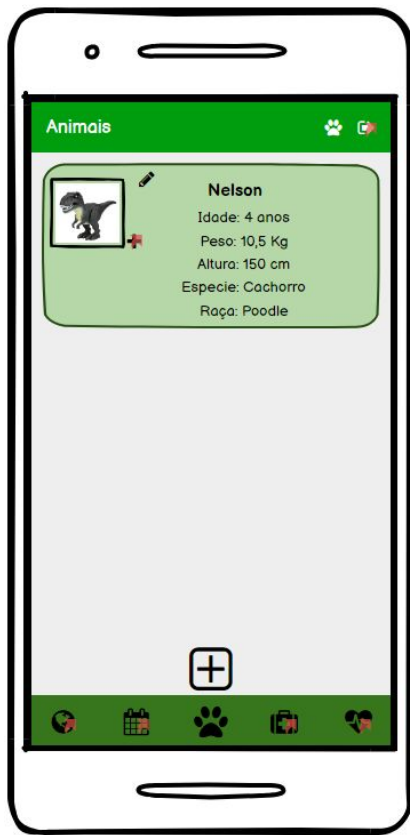 Animais
Nelson
Idade: 4 anos
Peso: 10,5 Kg
Altura: 150 cm
Especie: Cachorro
Raça: Poodle